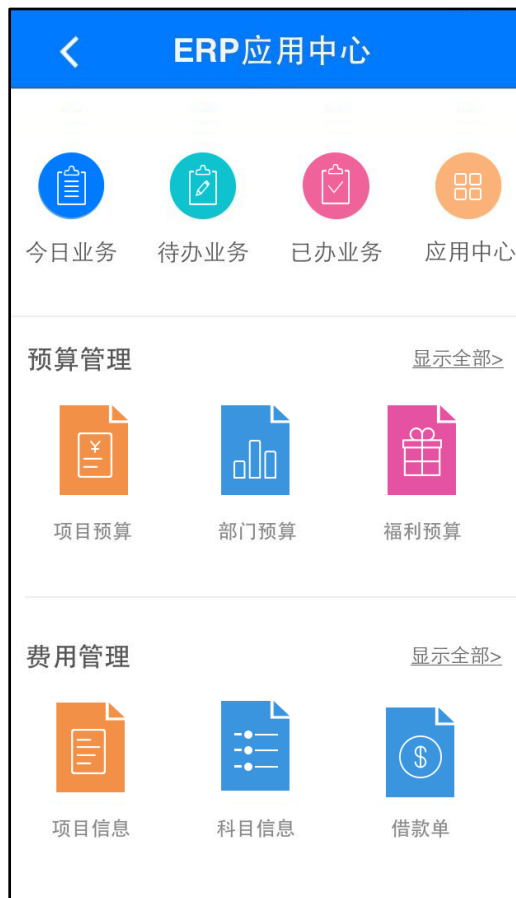 ERP应用中心
今日业务 待办业务 已办业务 应用中心
预算管理 显示全部>
项目预算 部门预算 福利预算
费用管理 显示全部>
项目信息 科目信息 借款单